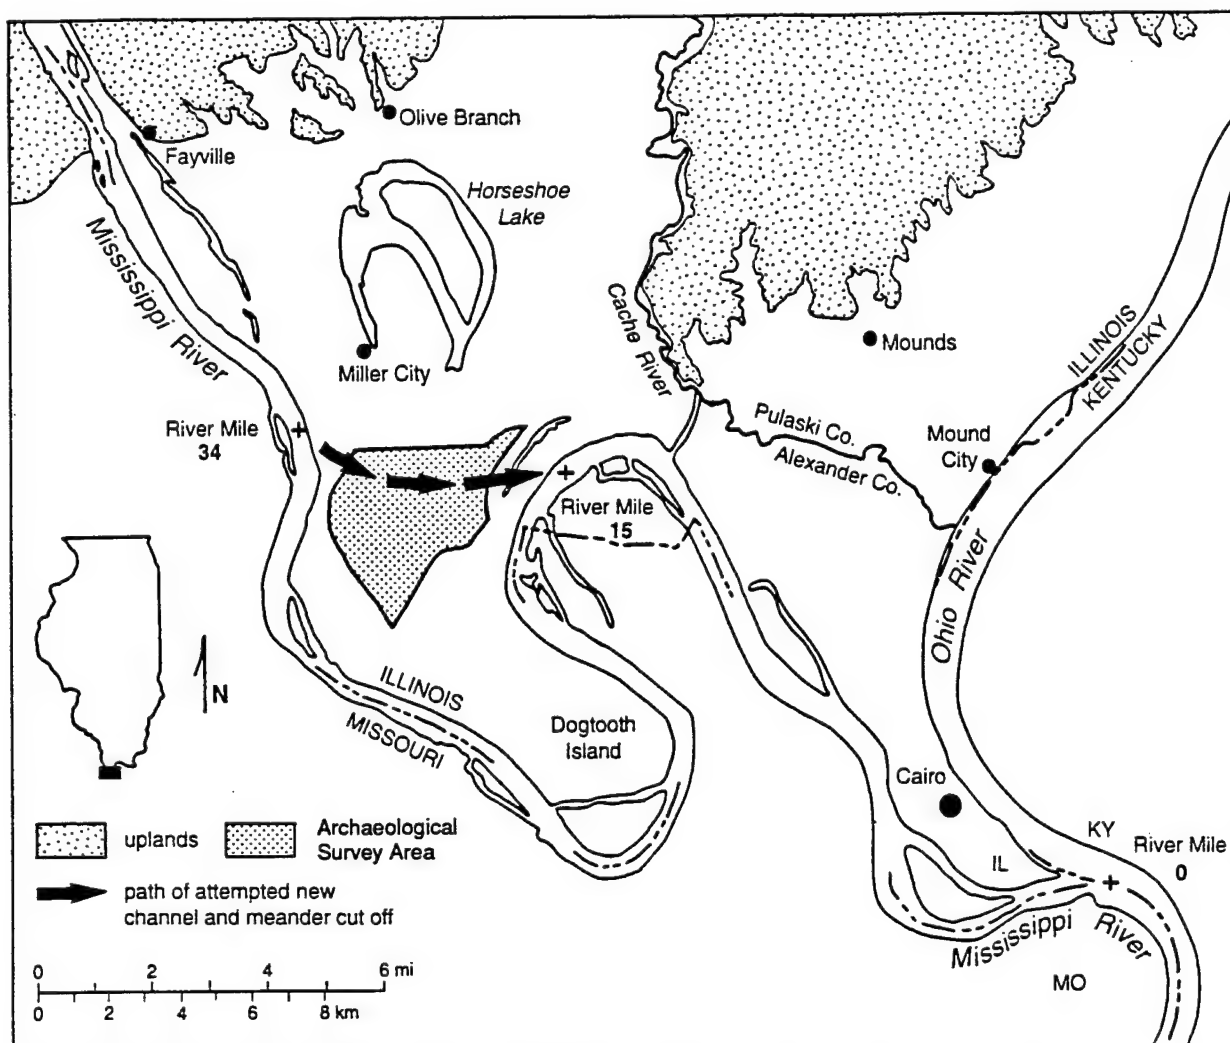 Olive Branch
Fayville
Horseshoe
Lake
Mississippi River
Cache River
Miller City
Mounds
ILLINOIS
KENTUCKY
River Mile
34
Pulaski Co.
Alexander Co.
Mound
City
River Mile
15
Ohio River
N
ILLINOIS
MISSOURI
Dogtooth
Island
Cairo
KY
River Mile
0
IL
Mississippi River
MO
uplands
Archaeological
Survey Area
path of attempted new
channel and meander cut off
0 2 4 6 mi
0 2 4 6 8 km